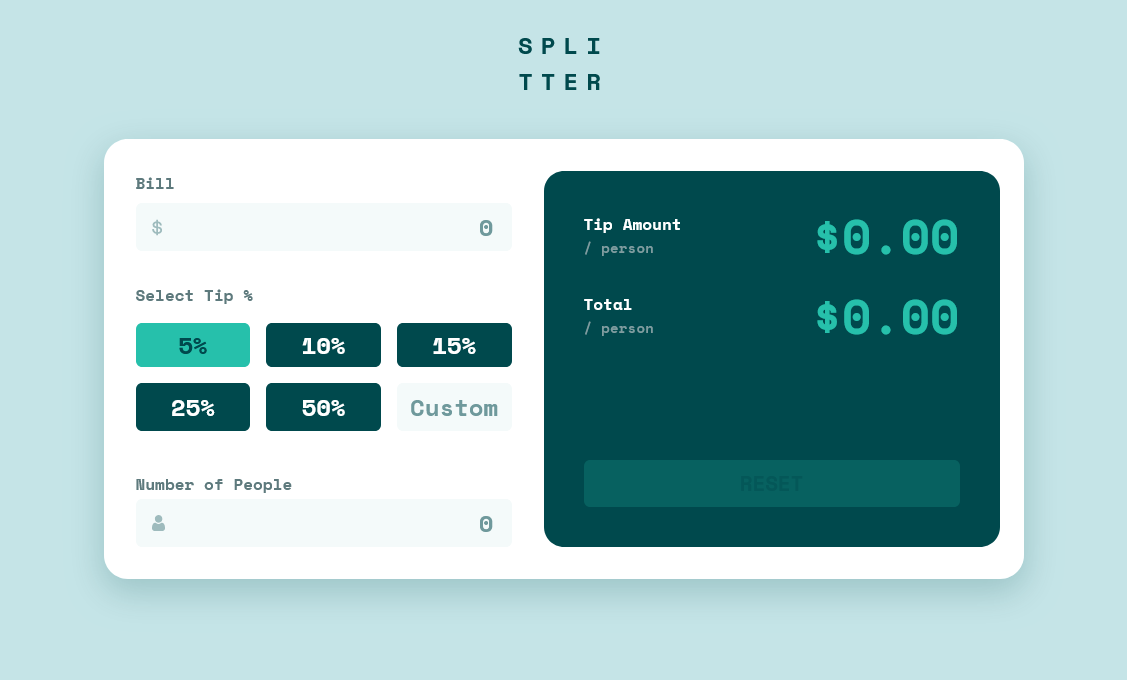 SPLI
TTER
Bill
$ 0
Select Tip %
5% 10% 15%
25% 50% Custom
Number of People
0
Tip Amount
/ person
$0.00
Total
/ person
$0.00
RESET